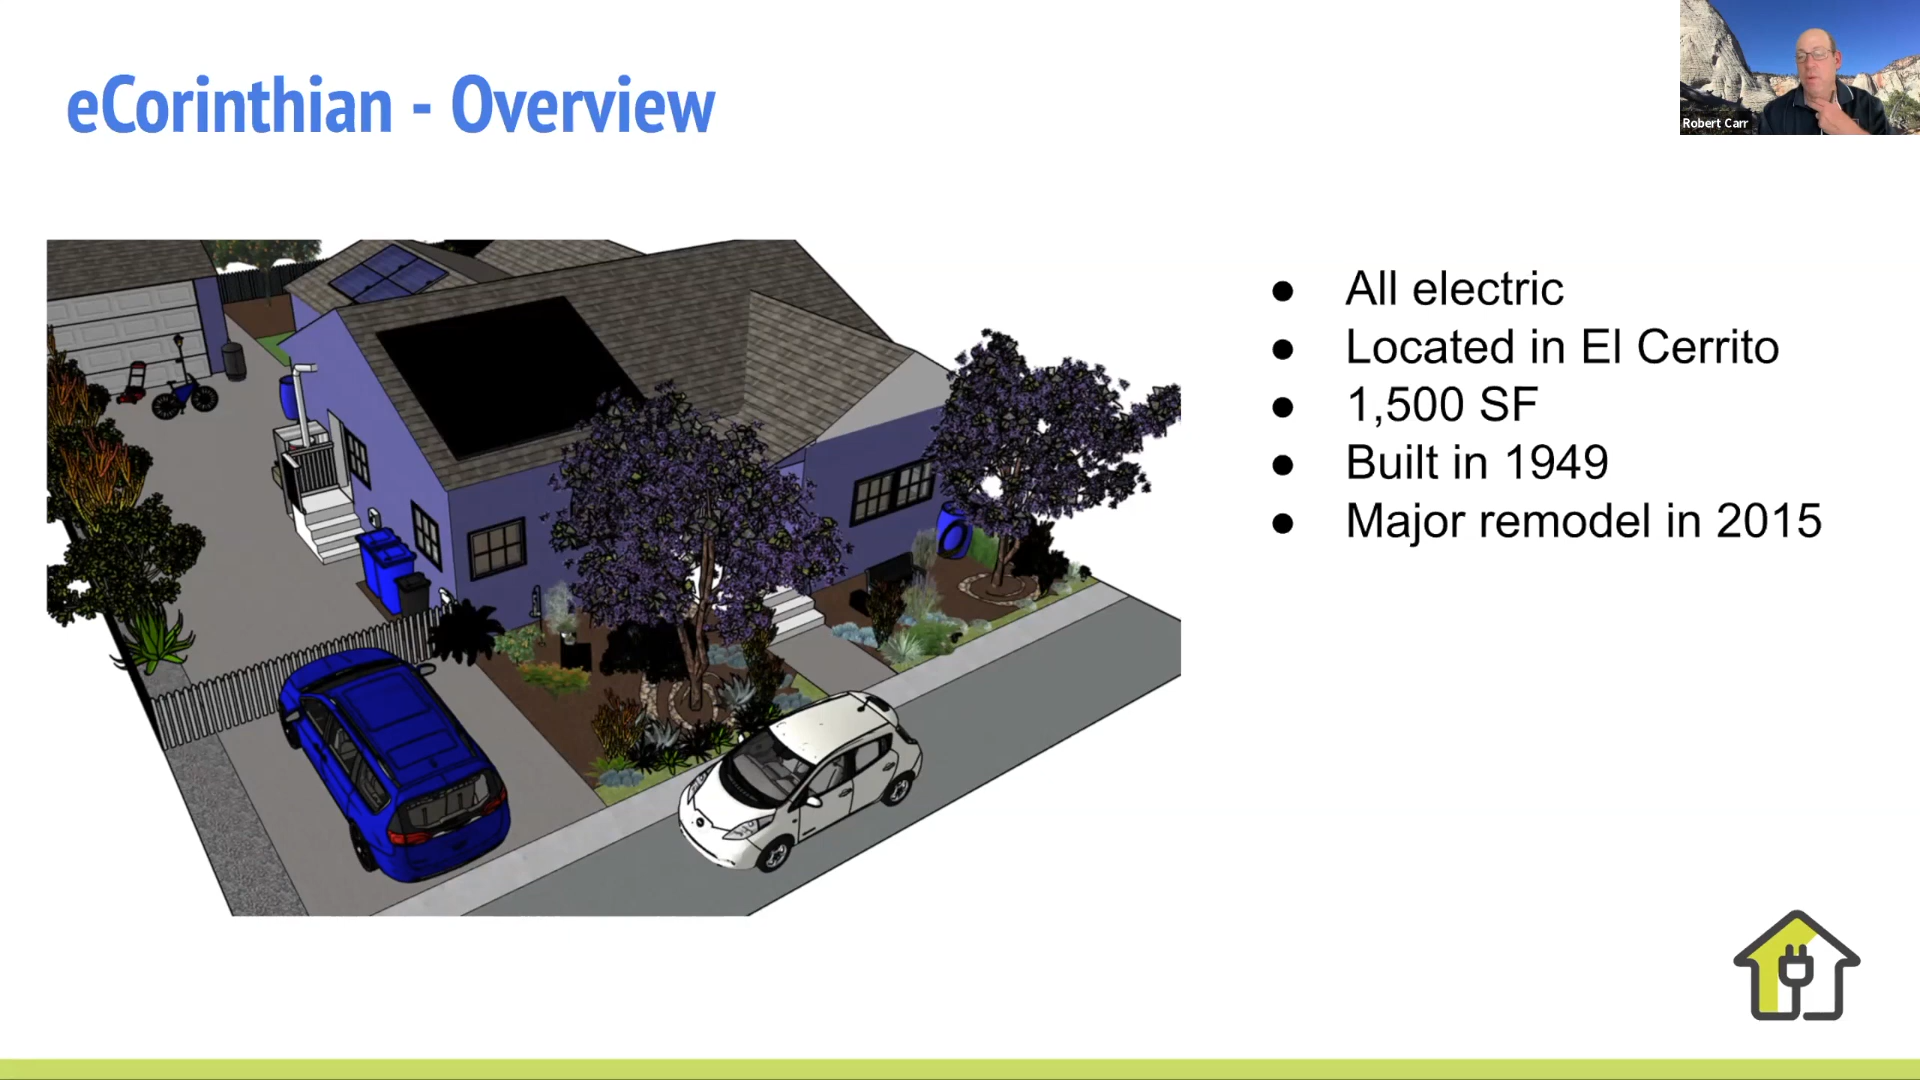 eCorinthian - Overview
Robert Carr
● All electric
● Located in El Cerrito
● 1,500 SF
● Built in 1949
● Major remodel in 2015